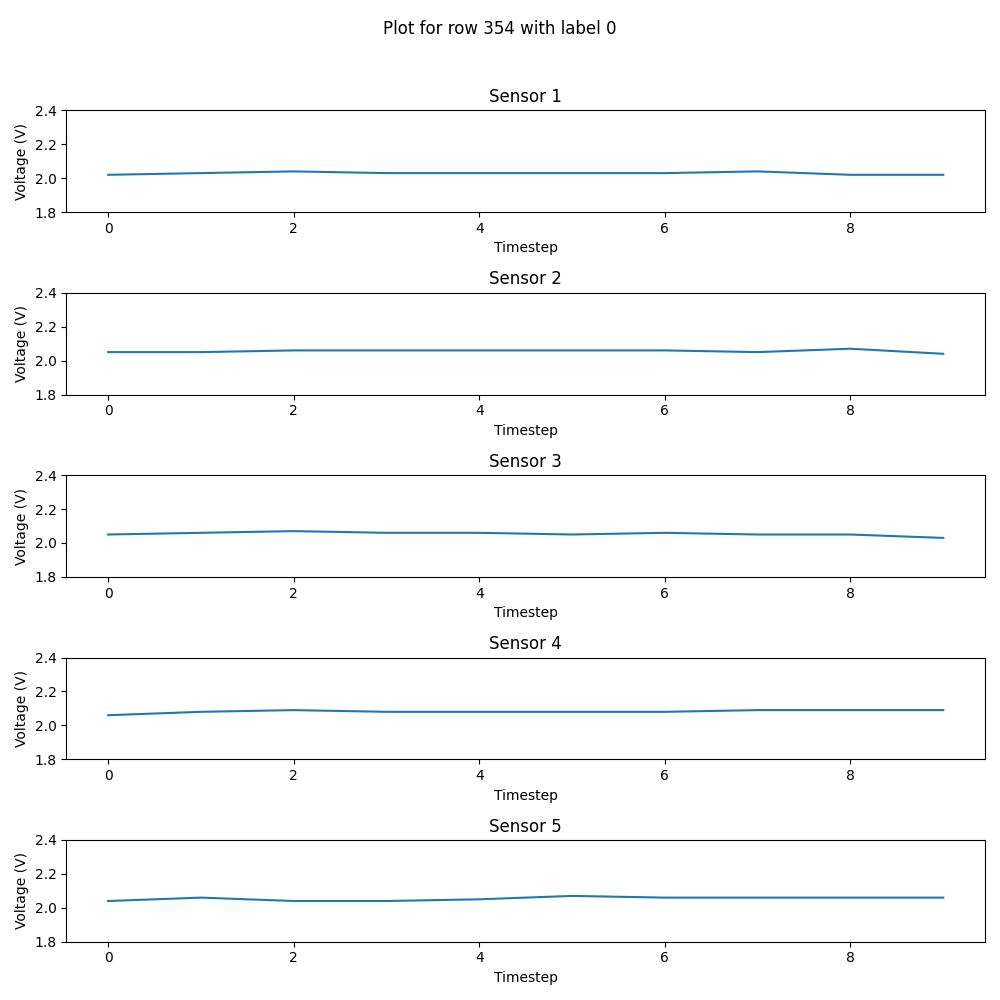 Plot for row 354 with label 0
Sensor 1
Voltage (V)
2.4
2.2
2.0
1.8
0 2 4 6 8
Timestep
Sensor 2
Voltage (V)
2.4
2.2
2.0
1.8
0 2 4 6 8
Timestep
Sensor 3
Voltage (V)
2.4
2.2
2.0
1.8
0 2 4 6 8
Timestep
Sensor 4
Voltage (V)
2.4
2.2
2.0
1.8
0 2 4 6 8
Timestep
Sensor 5
Voltage (V)
2.4
2.2
2.0
1.8
0 2 4 6 8
Timestep